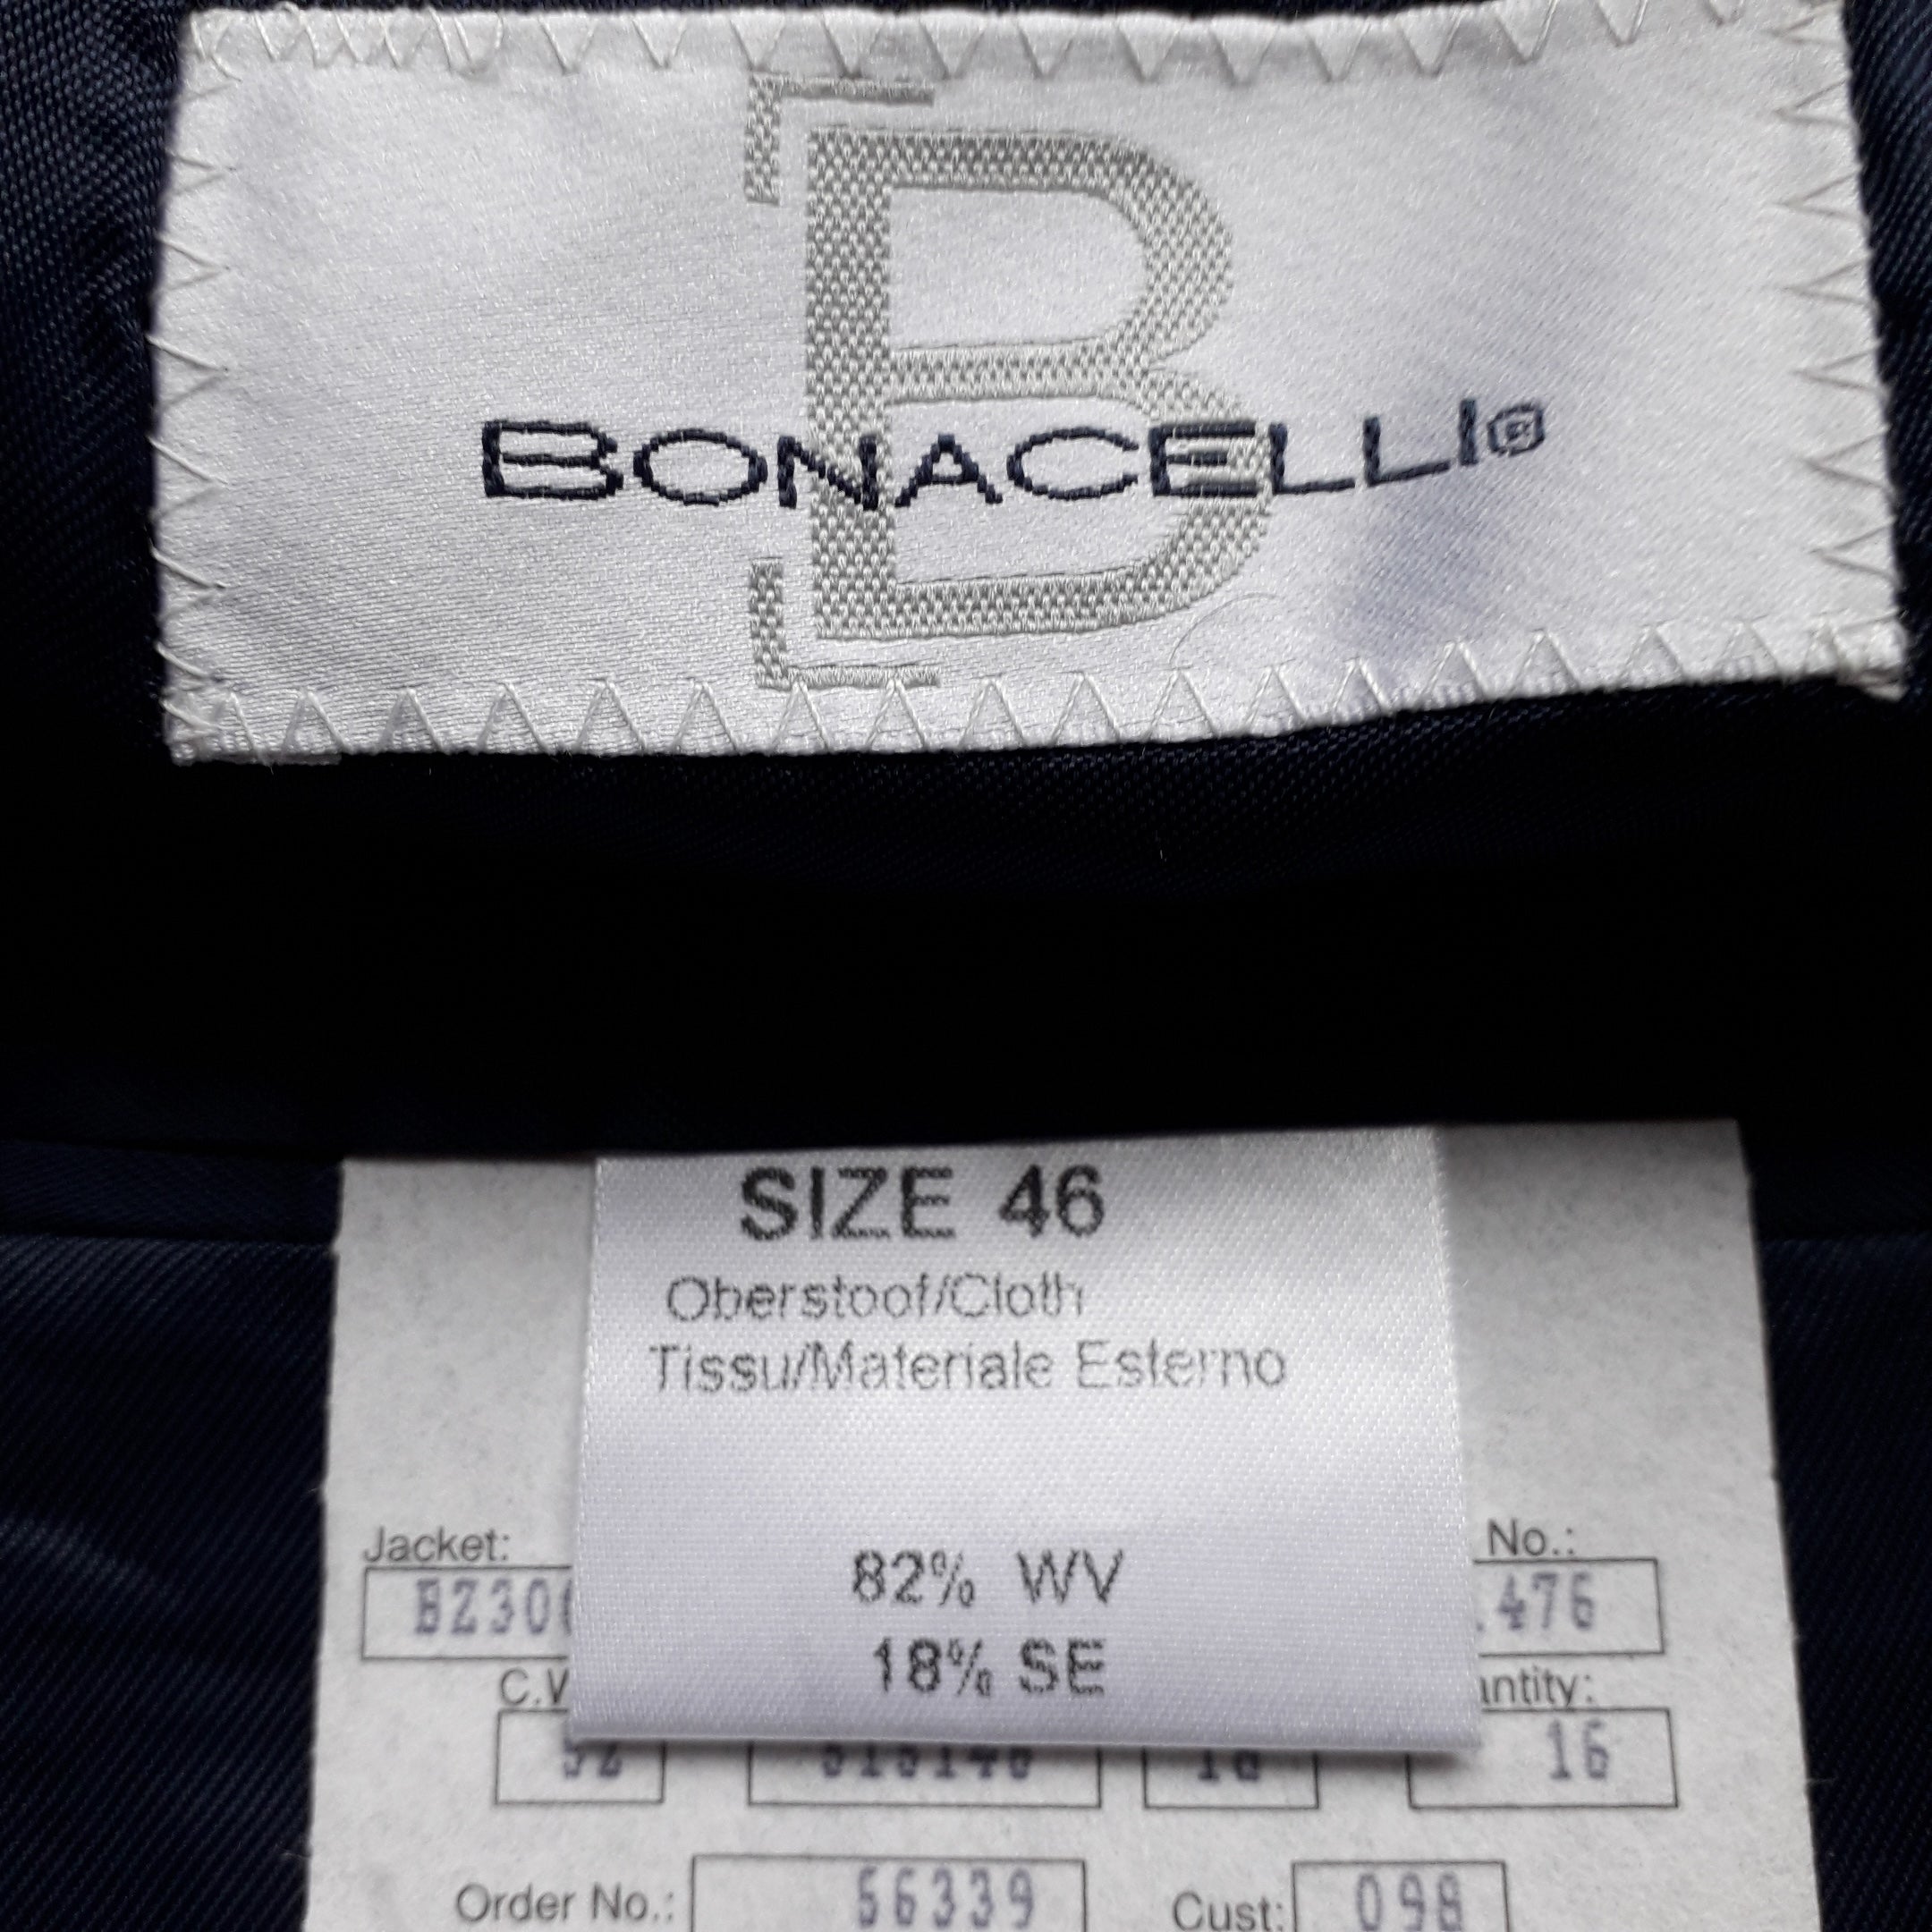 B
BONACELLI®
SIZE 46
Oberstoof/Cloth
Tissu/Materiale Esterno
82% WV
18% SE
Jacket:
No.:
476
16
Order No.: 56339 Cust: 098